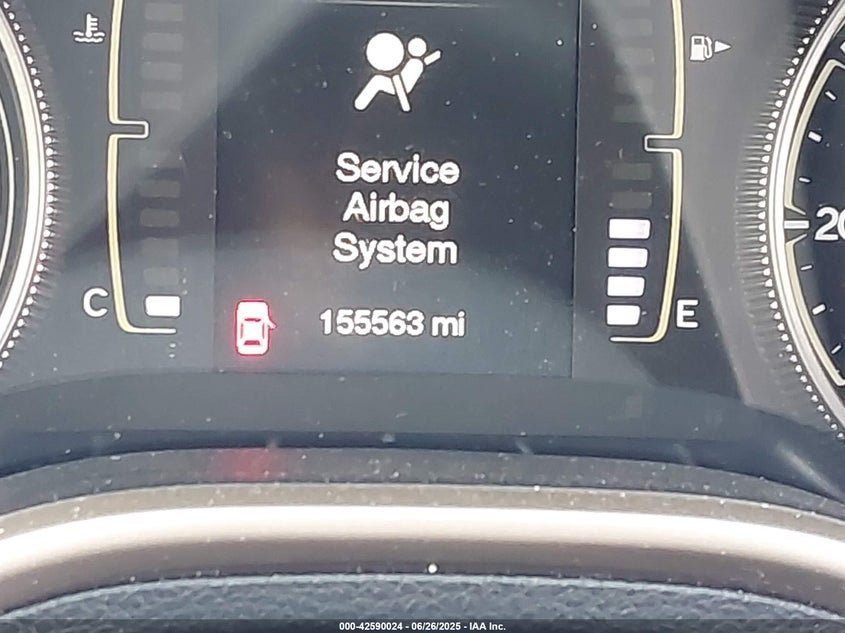 Service
Airbag
System
C
155563 mi
E
20
000-42590024 - 06/26/2025 - IAA Inc.